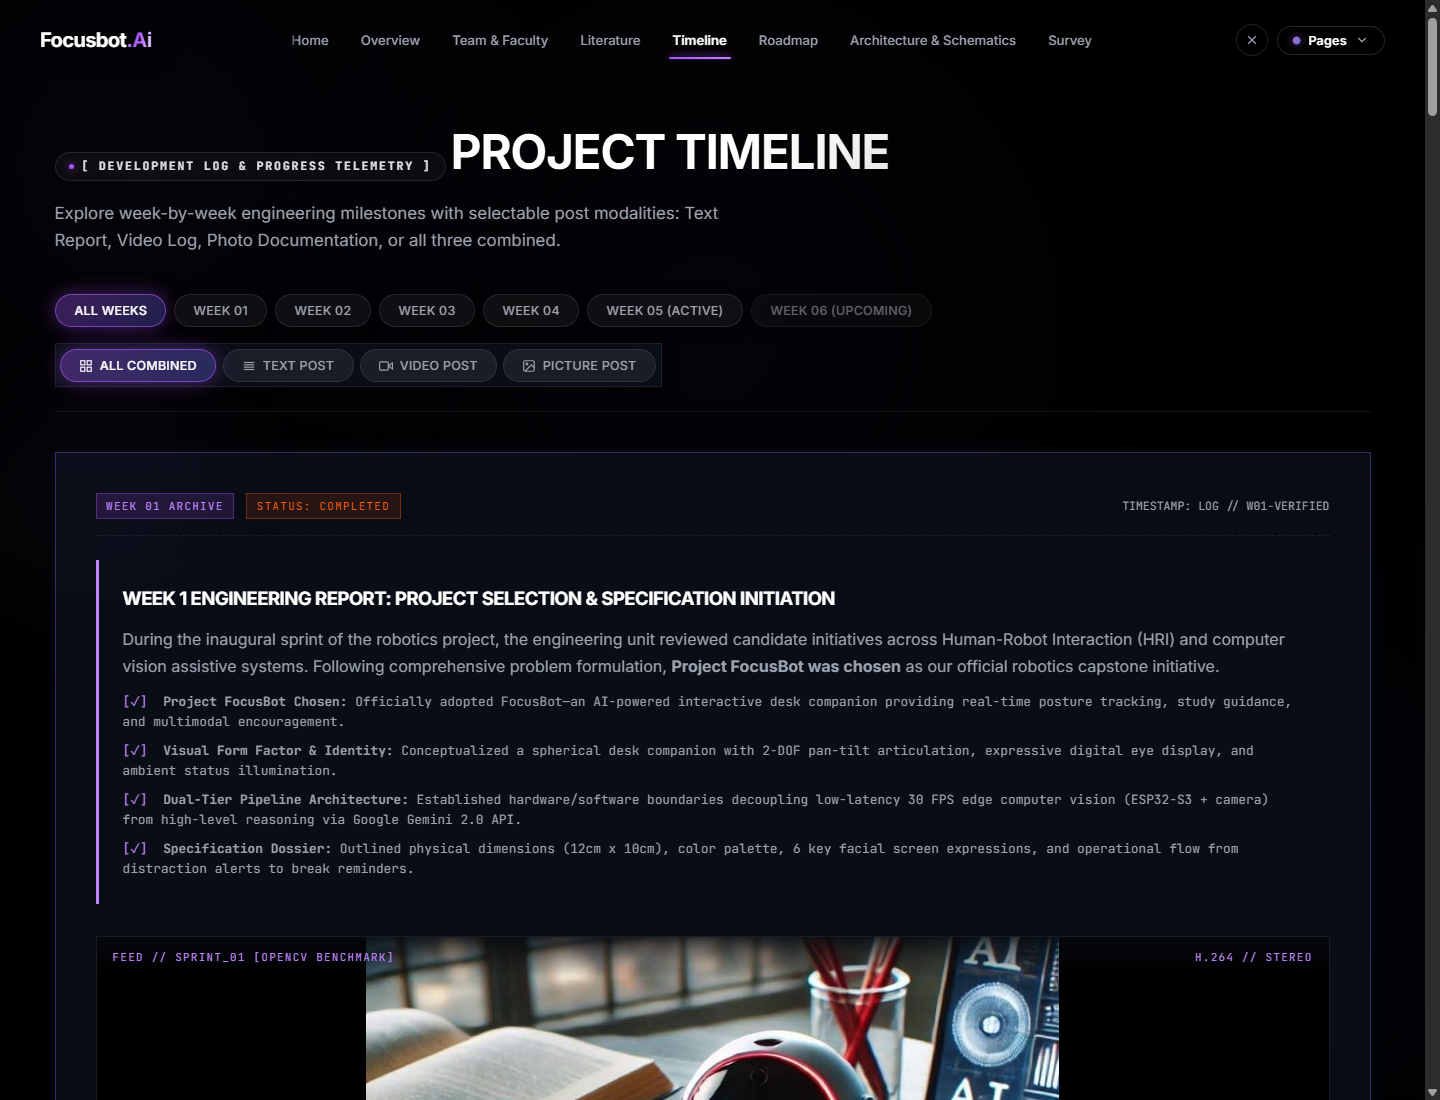 Focusbot.Ai
Home Overview Team & Faculty Literature Timeline Roadmap Architecture & Schematics Survey
Pages
[ DEVELOPMENT LOG & PROGRESS TELEMETRY ] PROJECT TIMELINE
Explore week-by-week engineering milestones with selectable post modalities: Text
Report, Video Log, Photo Documentation, or all three combined.
ALL WEEKS WEEK 01 WEEK 02 WEEK 03 WEEK 04 WEEK 05 (ACTIVE) WEEK 06 (UPCOMING)
ALL COMBINED TEXT POST VIDEO POST PICTURE POST
WEEK 01 ARCHIVE STATUS: COMPLETED TIMESTAMP: LOG // W01-VERIFIED
WEEK 1 ENGINEERING REPORT: PROJECT SELECTION & SPECIFICATION INITIATION
During the inaugural sprint of the robotics project, the engineering unit reviewed candidate initiatives across Human-Robot Interaction (HRI) and computer
vision assistive systems. Following comprehensive problem formulation, Project FocusBot was chosen as our official robotics capstone initiative.
[✓] Project FocusBot Chosen: Officially adopted FocusBot—an AI-powered interactive desk companion providing real-time posture tracking, study guidance,
and multimodal encouragement.
[✓] Visual Form Factor & Identity: Conceptualized a spherical desk companion with 2-DOF pan-tilt articulation, expressive digital eye display, and
ambient status illumination.
[✓] Dual-Tier Pipeline Architecture: Established hardware/software boundaries decoupling low-latency 30 FPS edge computer vision (ESP32-S3 + camera)
from high-level reasoning via Google Gemini 2.0 API.
[✓] Specification Dossier: Outlined physical dimensions (12cm x 10cm), color palette, 6 key facial screen expressions, and operational flow from
distraction alerts to break reminders.
FEED // SPRINT_01 [OPENCV BENCHMARK] H.264 // STEREO
AI
AI